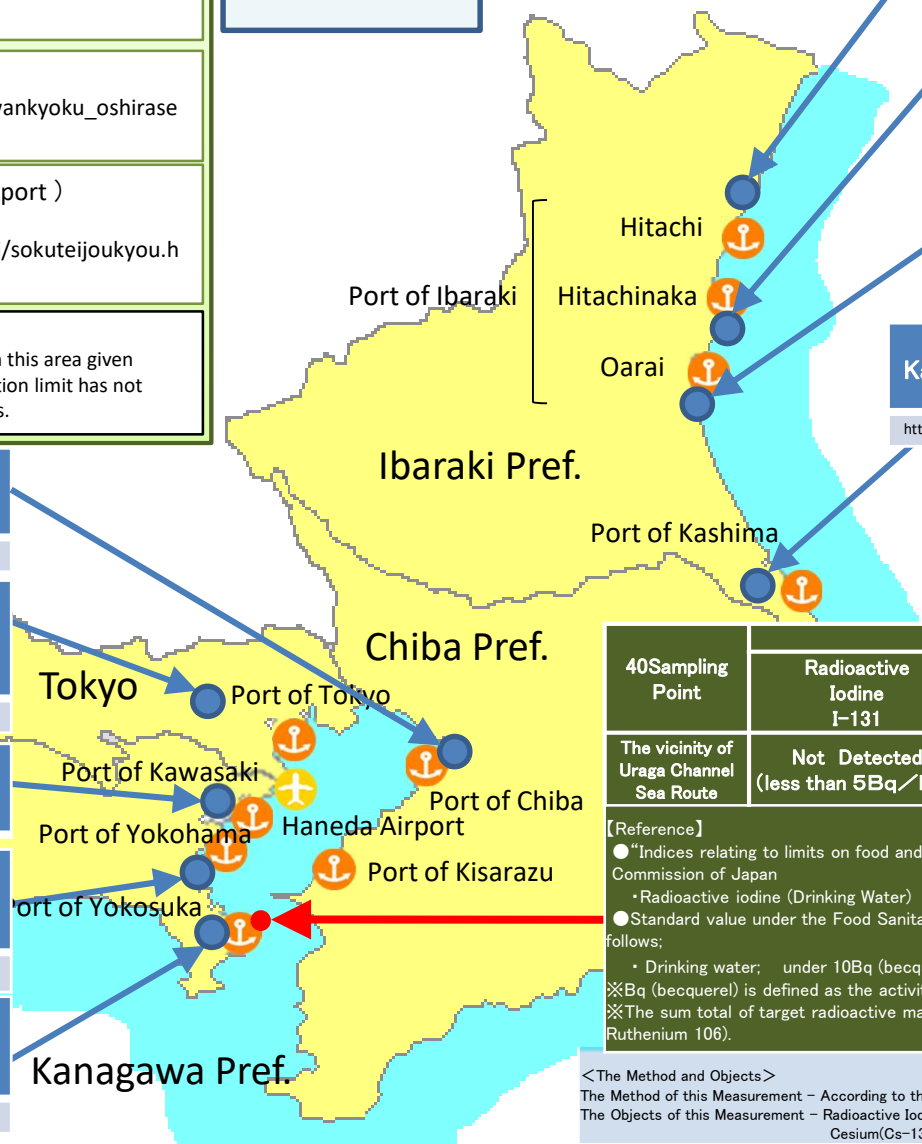 wankyoku_oshirase
port ）
i/sokuteijoukyou.h
this area given
tion limit has not
s.
Hitachi
Port of Ibaraki
Hitachinaka
Oarai
Ka
htt
Ibaraki Pref.
Port of Kashima
Chiba Pref.
Tokyo
Port of Tokyo
Port of Kawasaki
Port of Chiba
Port of Yokohama
Haneda Airport
Port of Kisarazu
ort of Yokosuka
Kanagawa Pref.
40Sampling
Point
Radioactive
Iodine
I-131
The vicinity of
Uraga Channel
Sea Route
Not Detected
(less than 5Bq／
【Reference】
●“Indices relating to limits on food and
Commission of Japan
・Radioactive iodine (Drinking Water)
●Standard value under the Food Sanita
follows;
・ Drinking water; under 10Bq (becq
※Bq (becquerel) is defined as the activit
※The sum total of target radioactive ma
Ruthenium 106).
＜The Method and Objects＞
The Method of this Measurement - According to th
The Objects of this Measurement - Radioactive Iod
Cesium(Cs-13